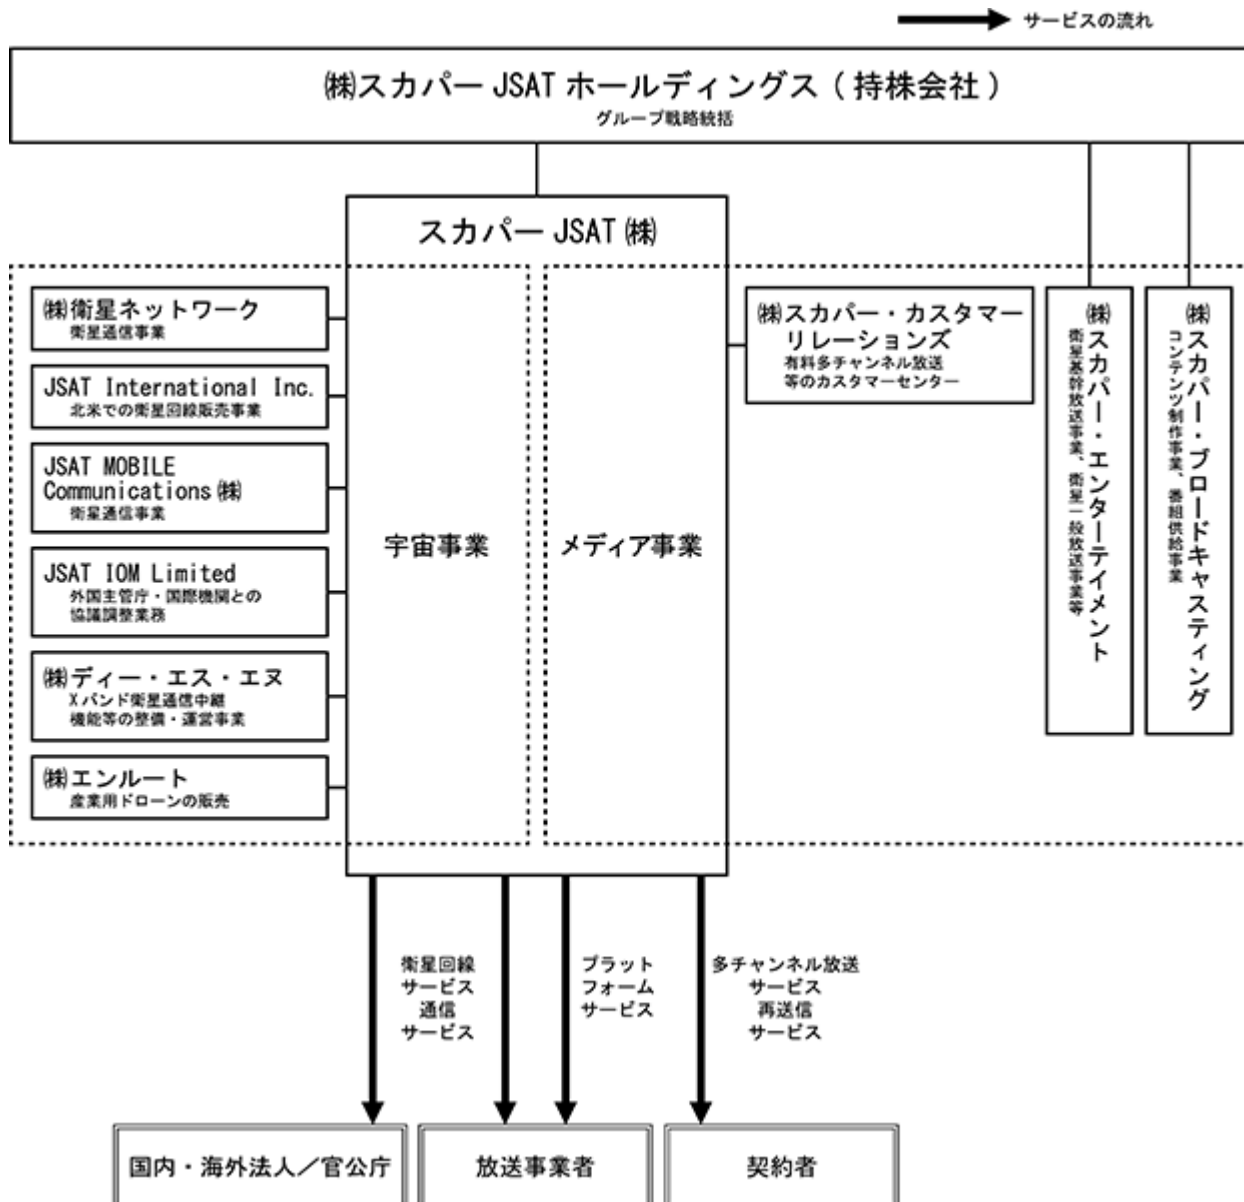 サービスの流れ
㈱スカパー JSAT ホールディングス ( 持株会社 )
グループ戦略統括
スカパー JSAT ㈱
㈱衛星ネットワーク
衛星通信事業
JSAT International Inc.
北米での衛星回線販売事業
JSAT MOBILE
Communications ㈱
衛星通信事業
JSAT IOM Limited
外国主管庁・国際機関との
協議調整業務
㈱ディー・エス・エヌ
Xバンド衛星通信中継
機能等の整備・運営事業
㈱エンルート
産業用ドローンの販売
宇宙事業
メディア事業
㈱スカパー・カスタマー
リレーションズ
有料多チャンネル放送
等のカスタマーセンター
㈱スカパー・エンターテイメント
衛星基幹放送事業、衛星一般放送事業等
㈱スカパー・ブロードキャスティング
コンテンツ制作事業、番組供給事業
衛星回線
サービス
通信
サービス
プラット
フォーム
サービス
多チャンネル放送
サービス
再送信
サービス
国内・海外法人／官公庁
放送事業者
契約者